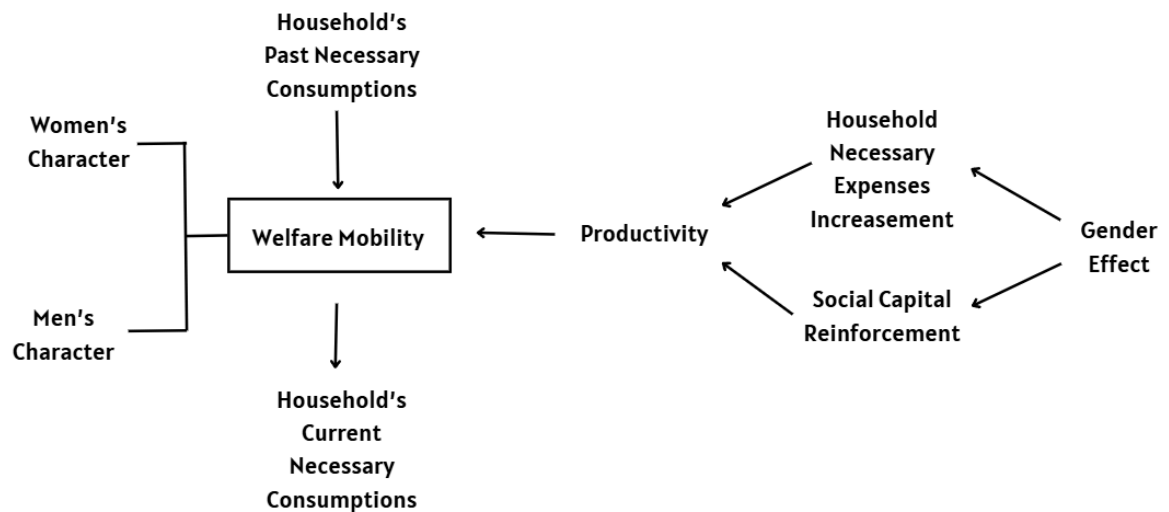 Household's
Past Necessary
Consumptions
Women's
Character
Welfare Mobility
Men's
Character
Household's
Current
Necessary
Consumptions
Productivity
Household
Necessary
Expenses
Increasement
Social Capital
Reinforcement
Gender
Effect